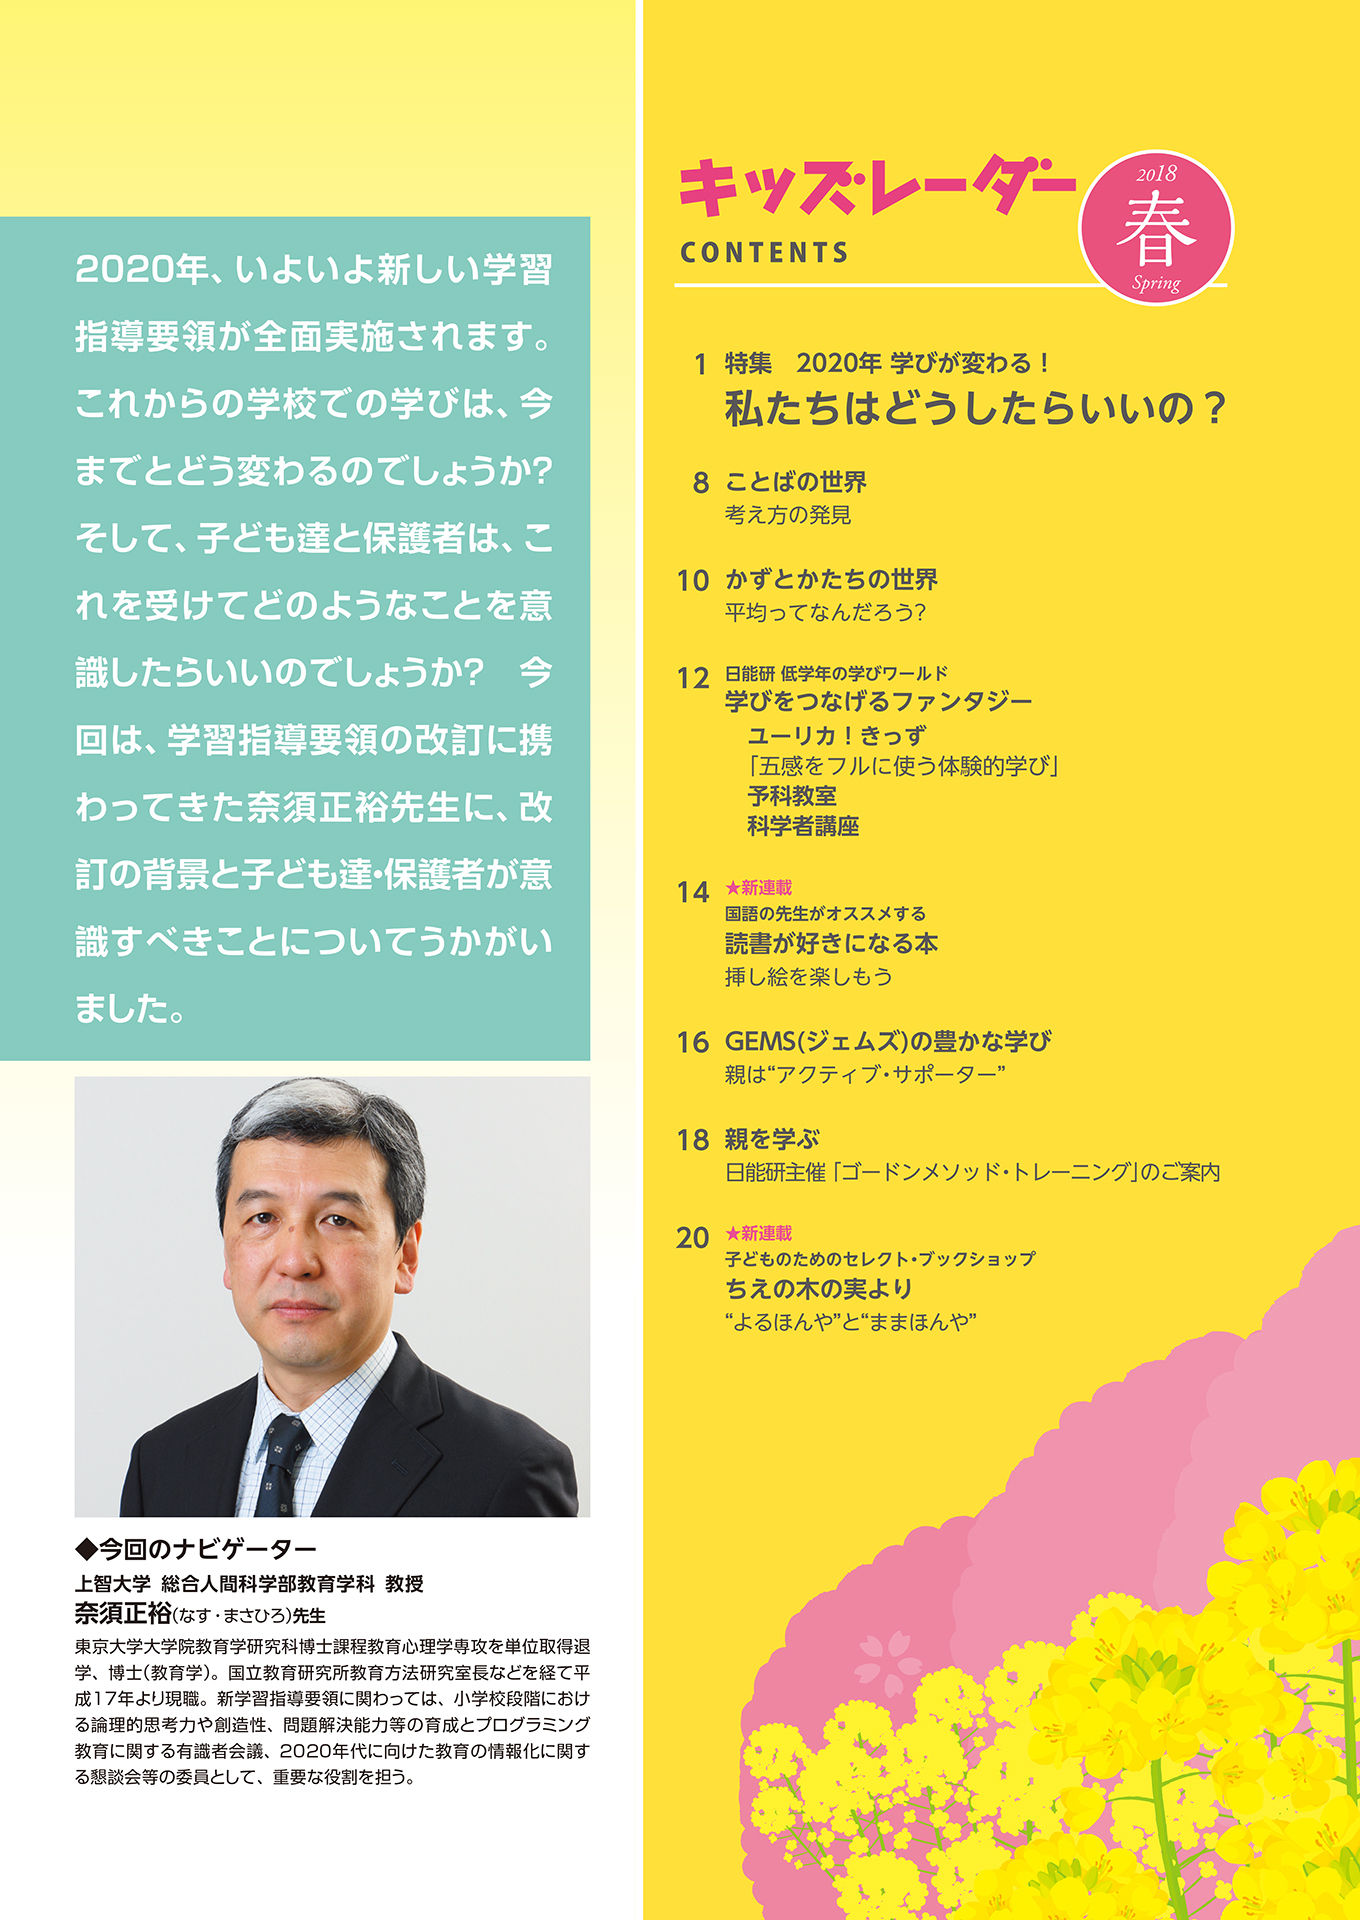 2020年、いよいよ新しい学習
指導要領が全面実施されます。
これからの学校での学びは、今
までとどう変わるのでしょうか?
そして、子ども達と保護者は、こ
れを受けてどのようなことを意
識したらいいのでしょうか?　今
回は、学習指導要領の改訂に携
わってきた奈須正裕先生に、改
訂の背景と子ども達・保護者が意
識すべきことについてうかがい
ました。
◆今回のナビゲーター
上智大学 総合人間科学部教育学科 教授
奈須正裕(なす・まさひろ)先生
東京大学大学院教育学研究科博士課程教育心理学専攻を単位取得退
学、博士(教育学)。国立教育研究所教育方法研究室長などを経て平
成17年より現職。新学習指導要領に関わっては、小学校段階におけ
る論理的思考力や創造性、問題解決能力等の育成とプログラミング
教育に関する有識者会議、2020年代に向けた教育の情報化に関す
る懇談会等の委員として、重要な役割を担う。
キッズレーダー
CONTENTS
2018
春
Spring
1 特集　2020年 学びが変わる!
私たちはどうしたらいいの?
8 ことばの世界
考え方の発見
10 かずとかたちの世界
平均ってなんだろう?
12 日能研 低学年の学びワールド
学びをつなげるファンタジー
ユーリカ!きっず
「五感をフルに使う体験的学び」
予科教室
科学者講座
14 ★新連載
国語の先生がオススメする
読書が好きになる本
挿し絵を楽しもう
16 GEMS(ジェムズ)の豊かな学び
親は“アクティブ・サポーター”
18 親を学ぶ
日能研主催「ゴードンメソッド・トレーニング」のご案内
20 ★新連載
子どものためのセレクト・ブックショップ
ちえの木の実より
“よるほんや”と“ままほんや”